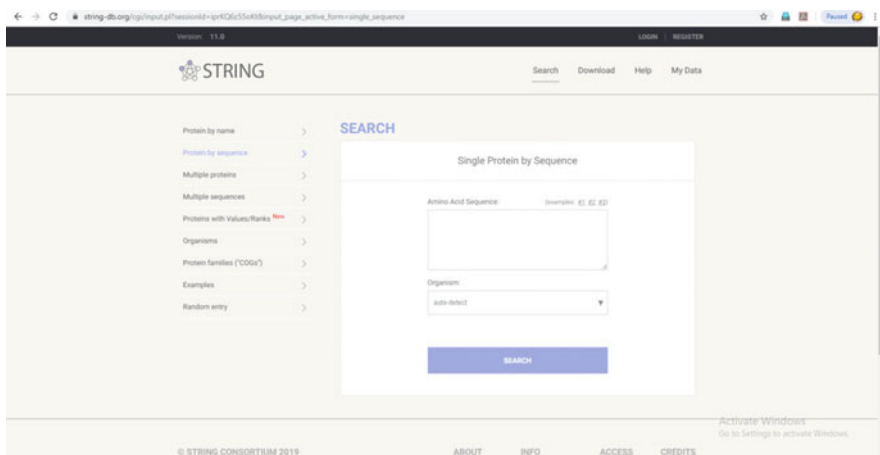 string-db.org/cgi/input.pl?sessionId=iprKQ6z55oKt&input_page_active_form=single_sequence
Paused
Version: 11.0
LOGIN | REGISTER
STRING
Search Download Help My Data
Protein by name
Protein by sequence
Multiple proteins
Multiple sequences
Proteins with Values/Ranks New
Organisms
Protein families ("COGs")
Examples
Random entry
SEARCH
Single Protein by Sequence
Amino Acid Sequence: (examples: #1 #2 #3)
Organism:
auto-detect
SEARCH
Activate Windows
Go to Settings to activate Windows.
© STRING CONSORTIUM 2019
ABOUT INFO ACCESS CREDITS